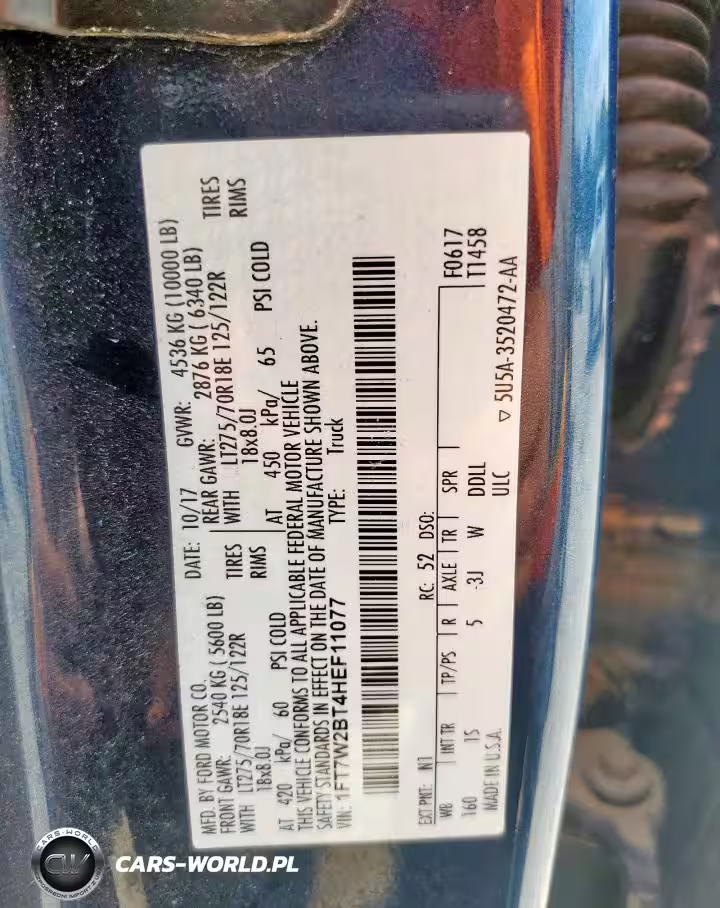 MFD. BY FORD MOTOR CO.
DATE: 10/17 GVWR: 4536 KG (10000 LB)
FRONT GAWR: 2540 KG ( 5600 LB)
REAR GAWR: 2876 KG ( 6340 LB)
WITH LT275/70R18E 125/122R TIRES
WITH LT275/70R18E 125/122R TIRES
18x8.0J RIMS
18x8.0J RIMS
AT 420 kPa/ 60 PSI COLD
AT 450 kPa/ 65 PSI COLD
THIS VEHICLE CONFORMS TO ALL APPLICABLE FEDERAL MOTOR VEHICLE
SAFETY STANDARDS IN EFFECT ON THE DATE OF MANUFACTURE SHOWN ABOVE.
VIN: 1FT7W2BT4HEF11077 TYPE: Truck
F0617
T1458
EXT PNT: N1 RC: 52 DSO:
WB INT TR TP/PS R AXLE TR SPR
160 1S 5 -3J W DDLL
ULC
MADE IN U.S.A. ▽ 5U5A-3520472-AA
CARS-WORLD
CW
CARS-WORLD.PL